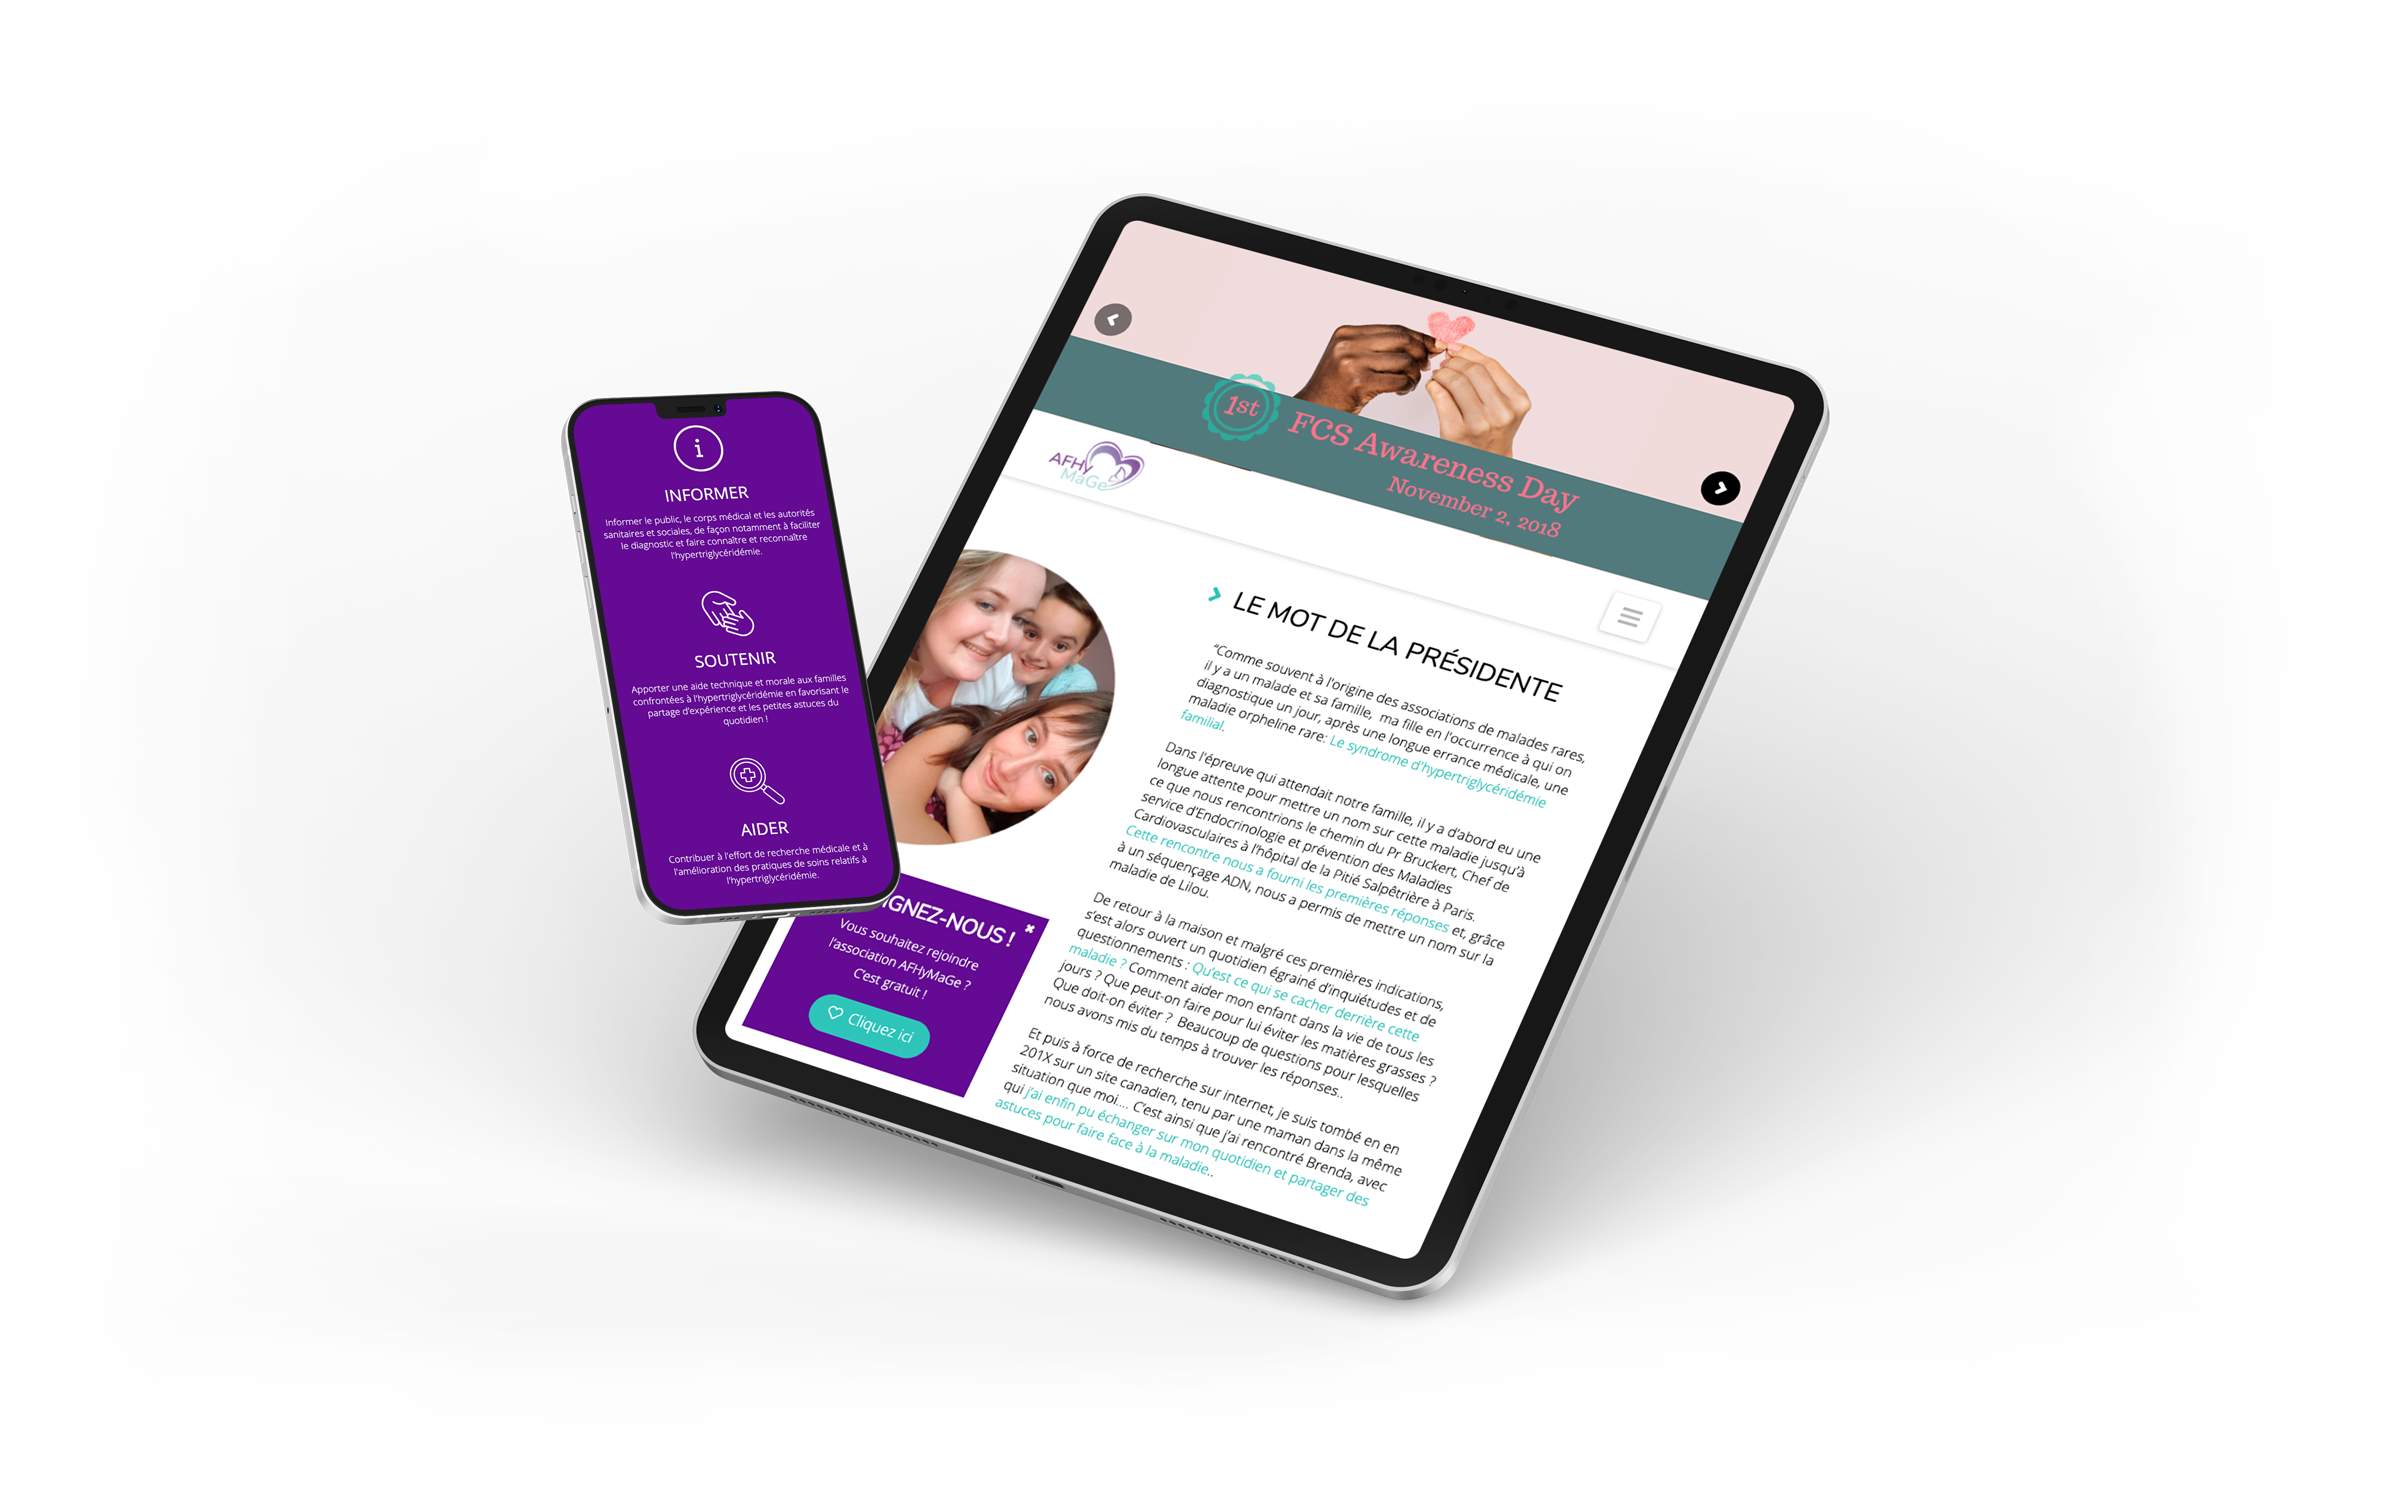 INFORMER
Informer le public, le corps médical et les autorités
sanitaires et sociales, de façon notamment à faciliter
le diagnostic et faire connaître et reconnaître
l'hypertriglycéridémie.
SOUTENIR
Apporter une aide technique et morale aux familles
confrontées à l'hypertriglycéridémie en favorisant le
partage d'expérience et les petites astuces du
quotidien !
AIDER
Contribuer à l'effort de recherche médicale et à
l'amélioration des pratiques de soins relatifs à
l'hypertriglycéridémie.
1st
FCS Awareness Day
November 2, 2018
AFHy
MaGe
LE MOT DE LA PRÉSIDENTE
“Comme souvent à l'origine des associations de malades rares,
il y a un malade et sa famille, ma fille en l'occurrence à qui on
diagnostique un jour, après une longue errance médicale, une
maladie orpheline rare: Le syndrome d'hypertriglycéridémie
familial.
Dans l'épreuve qui attendait notre famille, il y a d'abord eu une
longue attente pour mettre un nom sur cette maladie jusqu'à
ce que nous rencontrions le chemin du Pr Bruckert, Chef de
service d'Endocrinologie et prévention des Maladies
Cardiovasculaires à l'hôpital de la Pitié Salpêtrière à Paris.
Cette rencontre nous a fourni les premières réponses et, grâce
à un séquençage ADN, nous a permis de mettre un nom sur la
maladie de Lilou.
De retour à la maison et malgré ces premières indications,
s'est alors ouvert un quotidien égrainé d'inquiétudes et de
questionnements : Qu'est ce qui se cacher derrière cette
maladie ? Comment aider mon enfant dans la vie de tous les
jours ? Que peut-on faire pour lui éviter les matières grasses ?
Que doit-on éviter ? Beaucoup de questions pour lesquelles
nous avons mis du temps à trouver les réponses..
Et puis à force de recherche sur internet, je suis tombé en en
201X sur un site canadien, tenu par une maman dans la même
situation que moi.... C'est ainsi que j'ai rencontré Brenda, avec
qui j'ai enfin pu échanger sur mon quotidien et partager des
astuces pour faire face à la maladie..
IGNEZ-NOUS !
Vous souhaitez rejoindre
l'association AFHyMaGe ?
C'est gratuit !
Cliquez ici